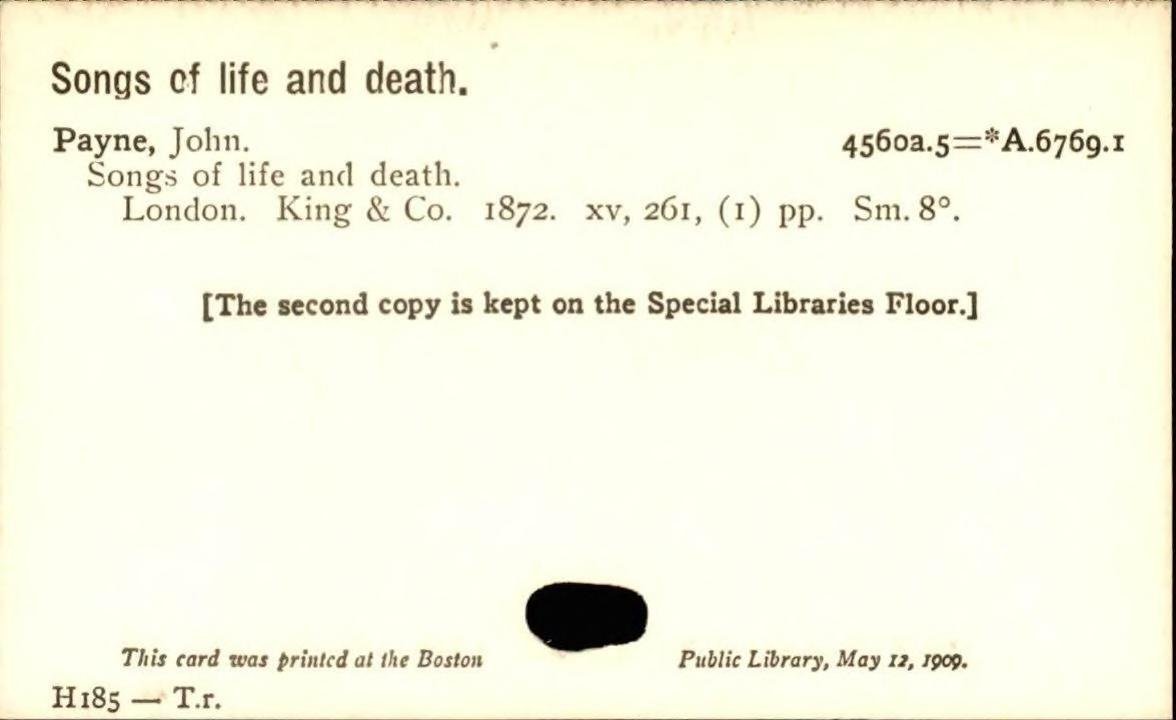 Songs of life and death.
Payne, John. 4560a.5=*A.6769.1
Songs of life and death.
London. King & Co. 1872. xv, 261, (1) pp. Sm. 8°.
[The second copy is kept on the Special Libraries Floor.]
This card was printed at the Boston Public Library, May 12, 1909.
H185 — T.r.